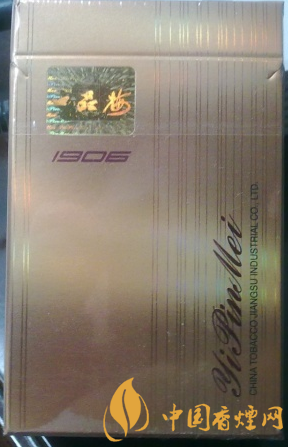 一品梅
1906
YiPinMei
CHINA TOBACCO JIANGSU INDUSTRIAL CO., LTD.
中国香烟网